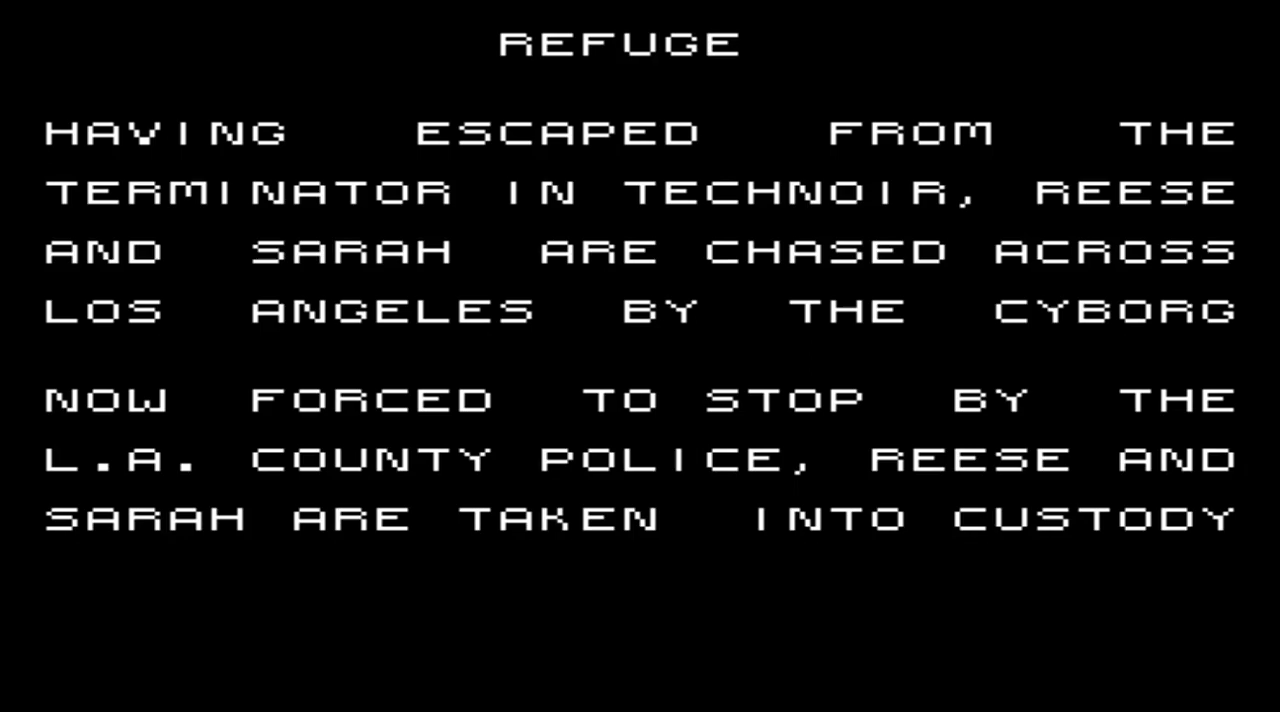 REFUGE
HAVING ESCAPED FROM THE
TERMINATOR IN TECHNOIR, REESE
AND SARAH ARE CHASED ACROSS
LOS ANGELES BY THE CYBORG
NOW FORCED TO STOP BY THE
L.A. COUNTY POLICE, REESE AND
SARAH ARE TAKEN INTO CUSTODY